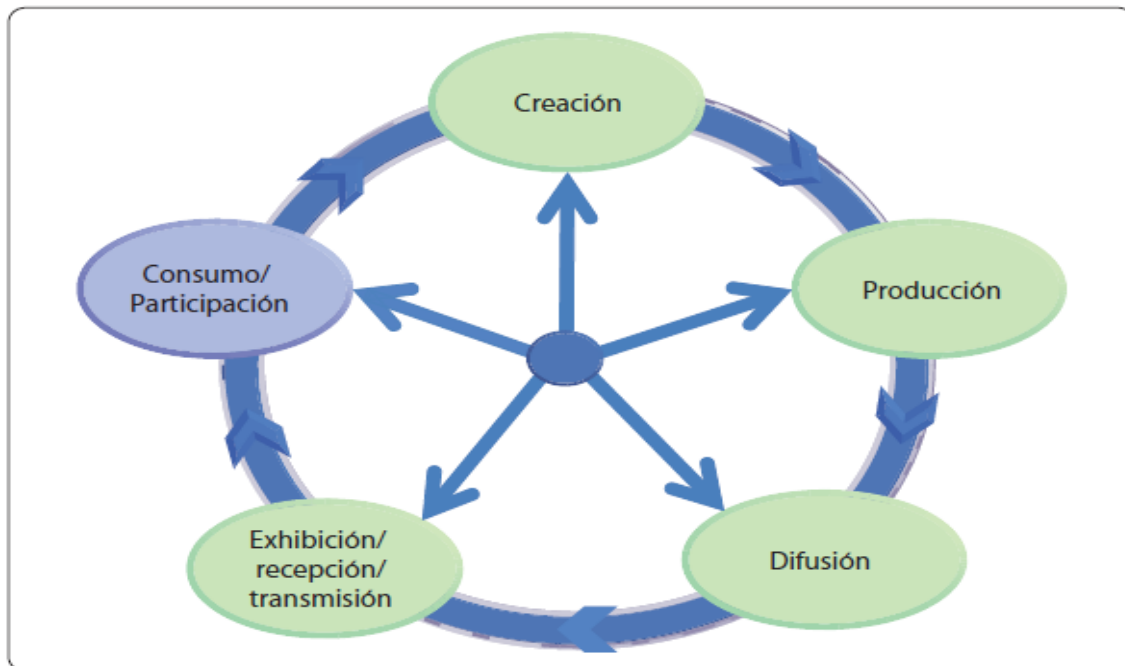 Creación
Producción
Difusión
Exhibición/
recepción/
transmisión
Consumo/
Participación